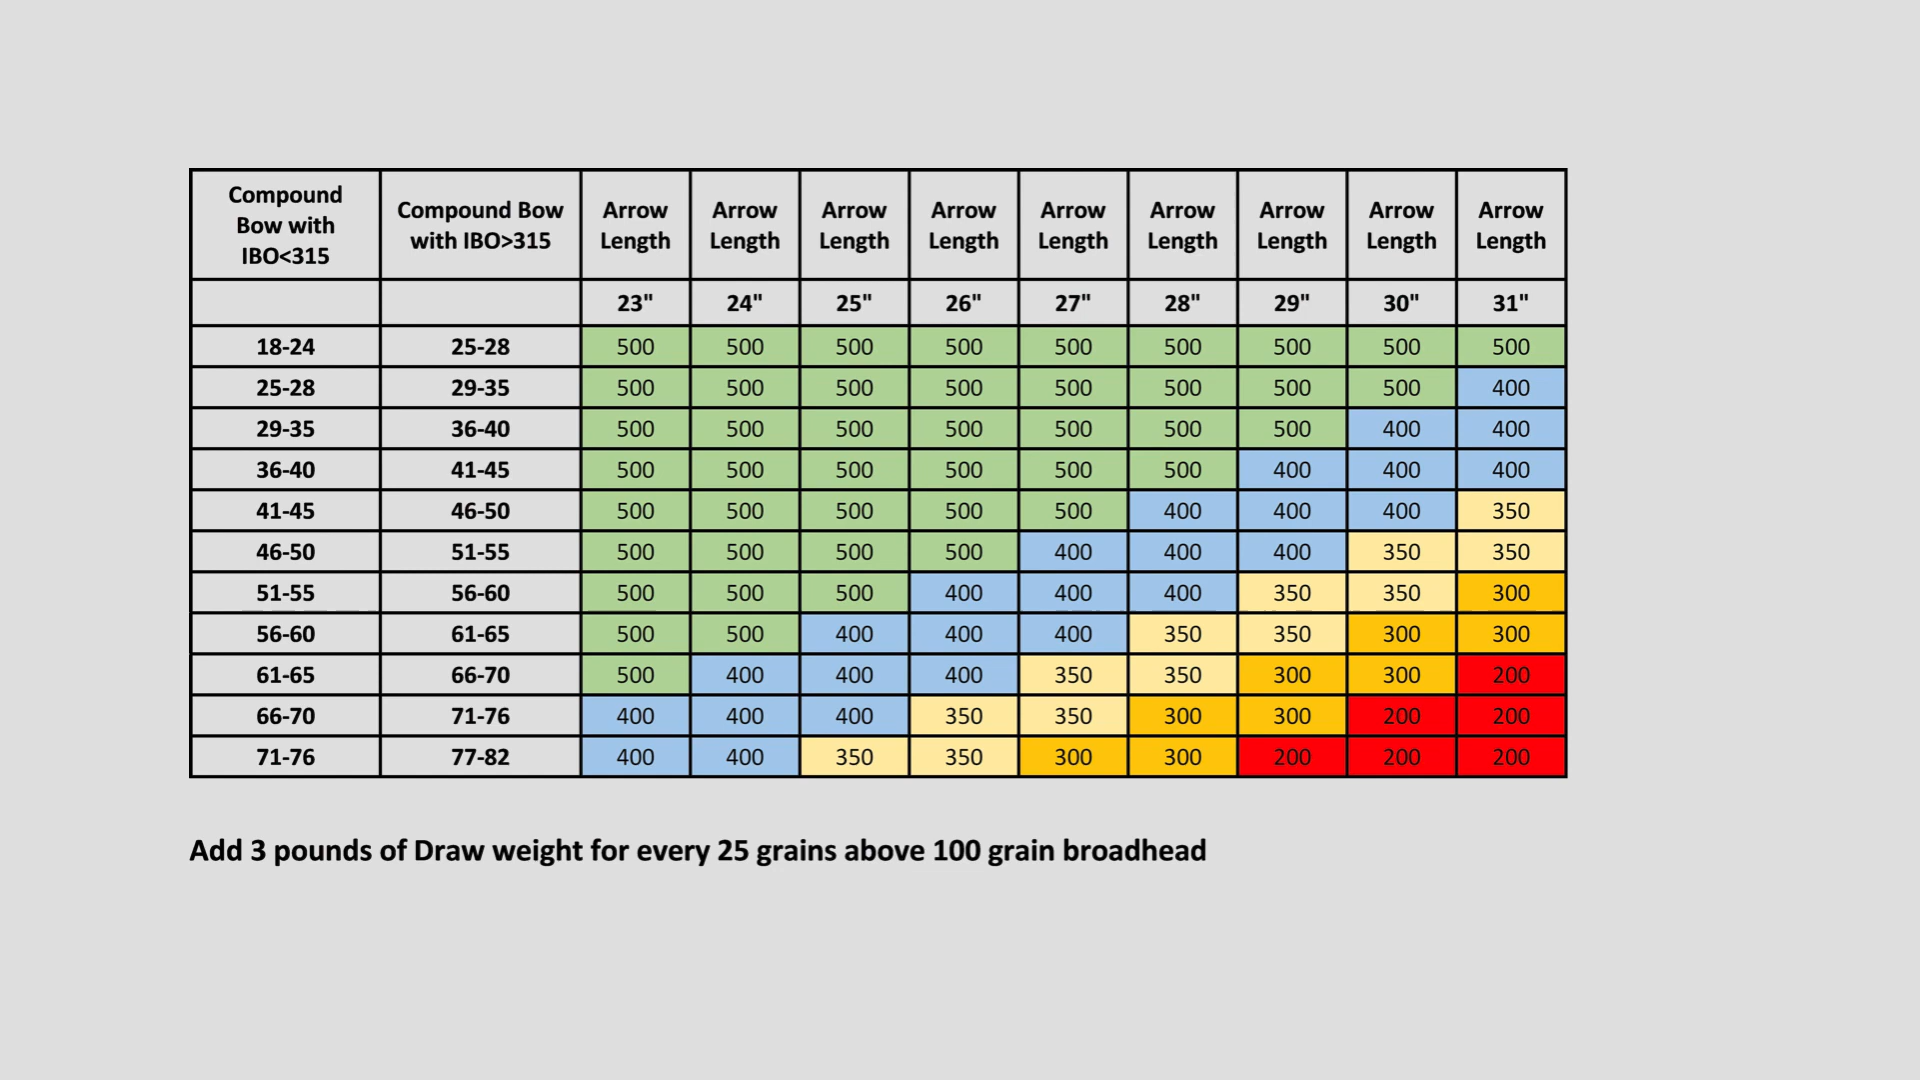 Compound Bow with IBO<315 Compound Bow with IBO>315 Arrow Length Arrow Length Arrow Length Arrow Length Arrow Length Arrow Length Arrow Length Arrow Length Arrow Length
23" 24" 25" 26" 27" 28" 29" 30" 31"
18-24 25-28 500 500 500 500 500 500 500 500 500
25-28 29-35 500 500 500 500 500 500 500 500 400
29-35 36-40 500 500 500 500 500 500 500 400 400
36-40 41-45 500 500 500 500 500 500 400 400 400
41-45 46-50 500 500 500 500 500 400 400 400 350
46-50 51-55 500 500 500 500 400 400 400 350 350
51-55 56-60 500 500 500 400 400 400 350 350 300
56-60 61-65 500 500 400 400 400 350 350 300 300
61-65 66-70 500 400 400 400 350 350 300 300 200
66-70 71-76 400 400 400 350 350 300 300 200 200
71-76 77-82 400 400 350 350 300 300 200 200 200
Add 3 pounds of Draw weight for every 25 grains above 100 grain broadhead